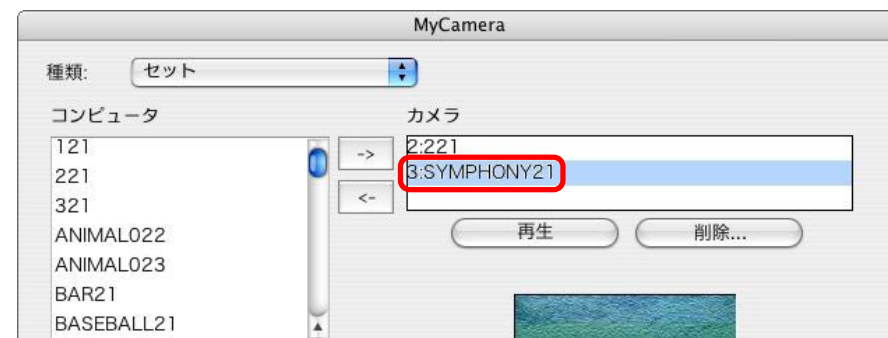 MyCamera
種類: セット
コンピュータ
カメラ
121
221
321
ANIMAL022
ANIMAL023
BAR21
BASEBALL21
->
<-
2:221
3:SYMPHONY21
再生
削除...